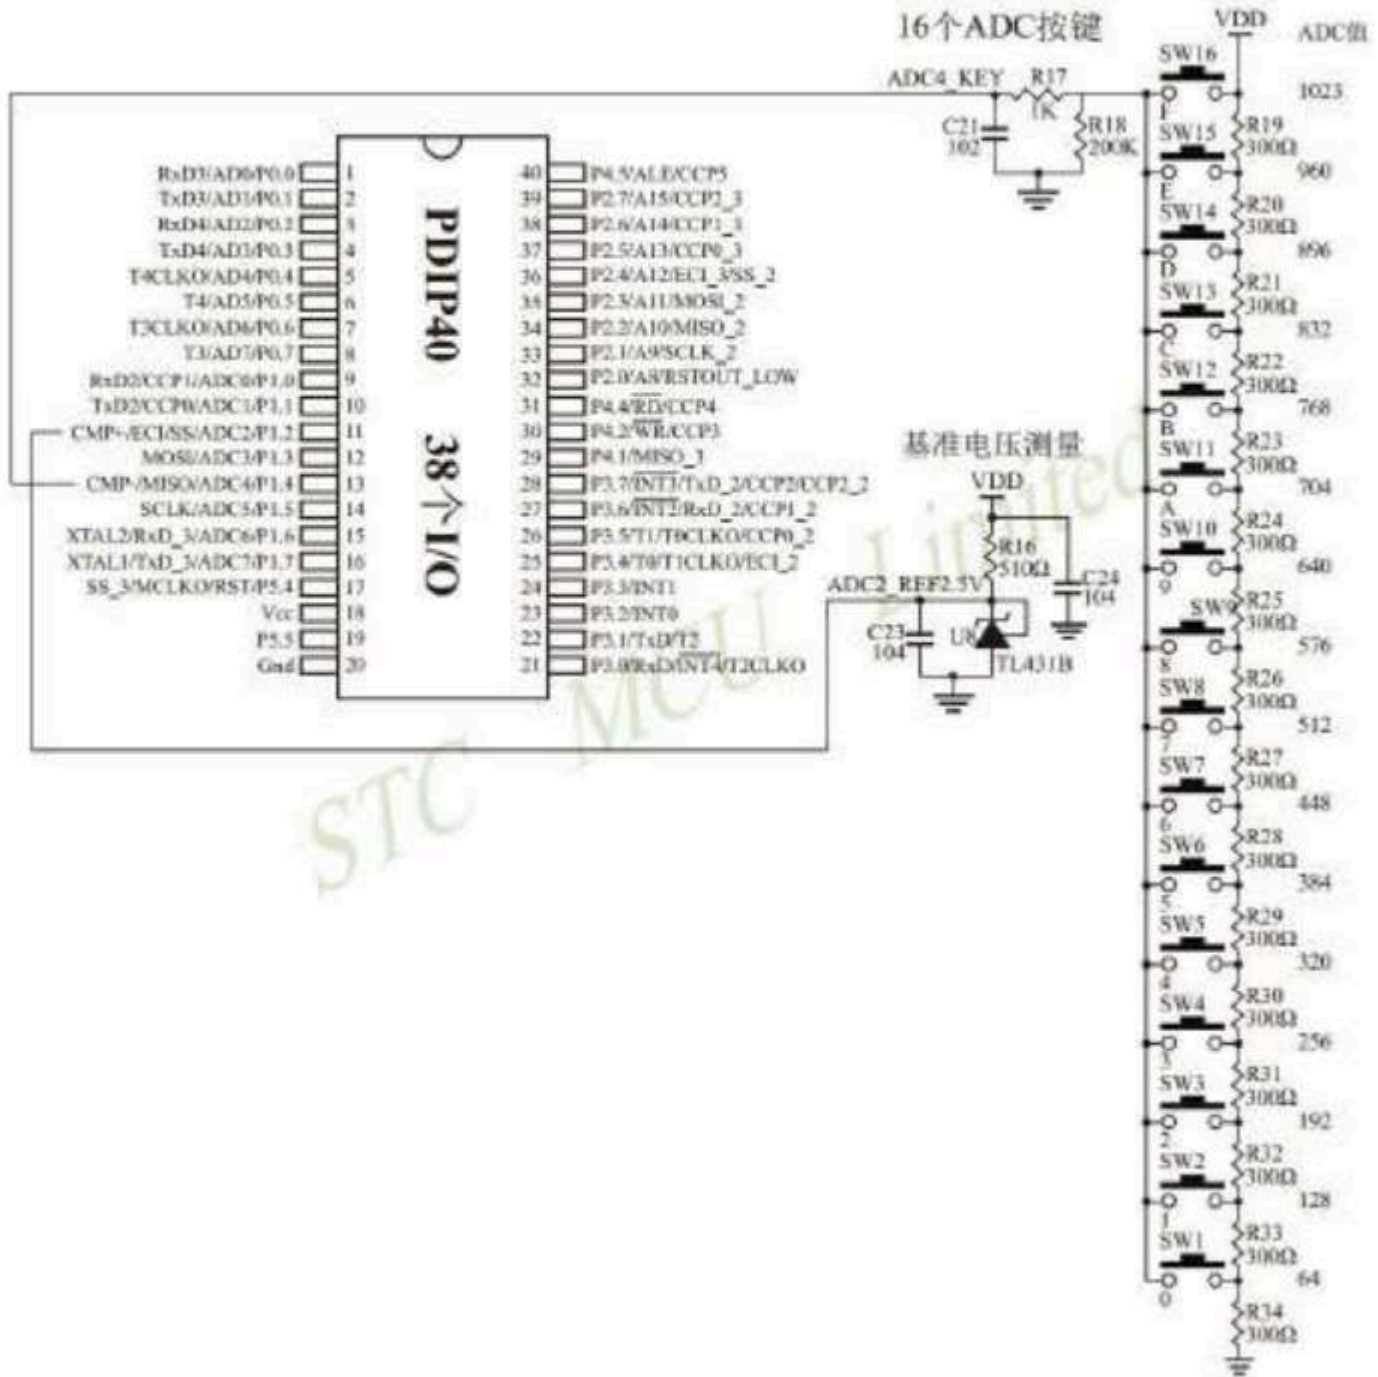 16个ADC按键
VDD
ADC值
ADC4_KEY
R17
1K
C21
102
R18
200K
SW16
1023
F
R19
300Ω
SW15
960
E
R20
300Ω
SW14
896
D
R21
300Ω
SW13
832
C
R22
300Ω
SW12
768
B
R23
300Ω
SW11
704
A
R24
300Ω
SW10
640
9
R25
300Ω
SW9
576
8
R26
300Ω
SW8
512
7
R27
300Ω
SW7
448
6
R28
300Ω
SW6
384
5
R29
300Ω
SW5
320
4
R30
300Ω
SW4
256
3
R31
300Ω
SW3
192
2
R32
300Ω
SW2
128
1
R33
300Ω
SW1
64
0
R34
300Ω
PDIP40 38个I/O
RxD3/AD0/P0.0 1
TxD3/AD1/P0.1 2
RxD4/AD2/P0.2 3
TxD4/AD3/P0.3 4
T4CLKO/AD4/P0.4 5
T4/AD5/P0.5 6
T3CLKO/AD6/P0.6 7
T3/AD7/P0.7 8
RxD2/CCP1/ADC0/P1.0 9
TxD2/CCP0/ADC1/P1.1 10
CMP+/ECI/SS/ADC2/P1.2 11
MOSI/ADC3/P1.3 12
CMP-/MISO/ADC4/P1.4 13
SCLK/ADC5/P1.5 14
XTAL2/RxD_3/ADC6/P1.6 15
XTAL1/TxD_3/ADC7/P1.7 16
SS_3/MCLKO/RST/P5.4 17
Vcc 18
P5.5 19
Gnd 20
40 P4.5/ALE/CCP5
39 P2.7/A15/CCP2_3
38 P2.6/A14/CCP1_3
37 P2.5/A13/CCP0_3
36 P2.4/A12/ECI_3/SS_2
35 P2.3/A11/MOSI_2
34 P2.2/A10/MISO_2
33 P2.1/A9/SCLK_2
32 P2.0/A8/RSTOUT_LOW
31 P4.4/RD/CCP4
30 P4.2/WR/CCP3
29 P4.1/MISO_3
28 P3.7/INT3/TxD_2/CCP2/CCP2_2
27 P3.6/INT2/RxD_2/CCP1_2
26 P3.5/T1/T0CLKO/CCP0_2
25 P3.4/T0/T1CLKO/ECI_2
24 P3.3/INT1
23 P3.2/INT0
22 P3.1/TxD/T2
21 P3.0/RxD/INT4/T2CLKO
基准电压测量
VDD
R16
510Ω
C24
104
ADC2_REF2.5V
C23
104
U8
TL431B
STC MCU Limited